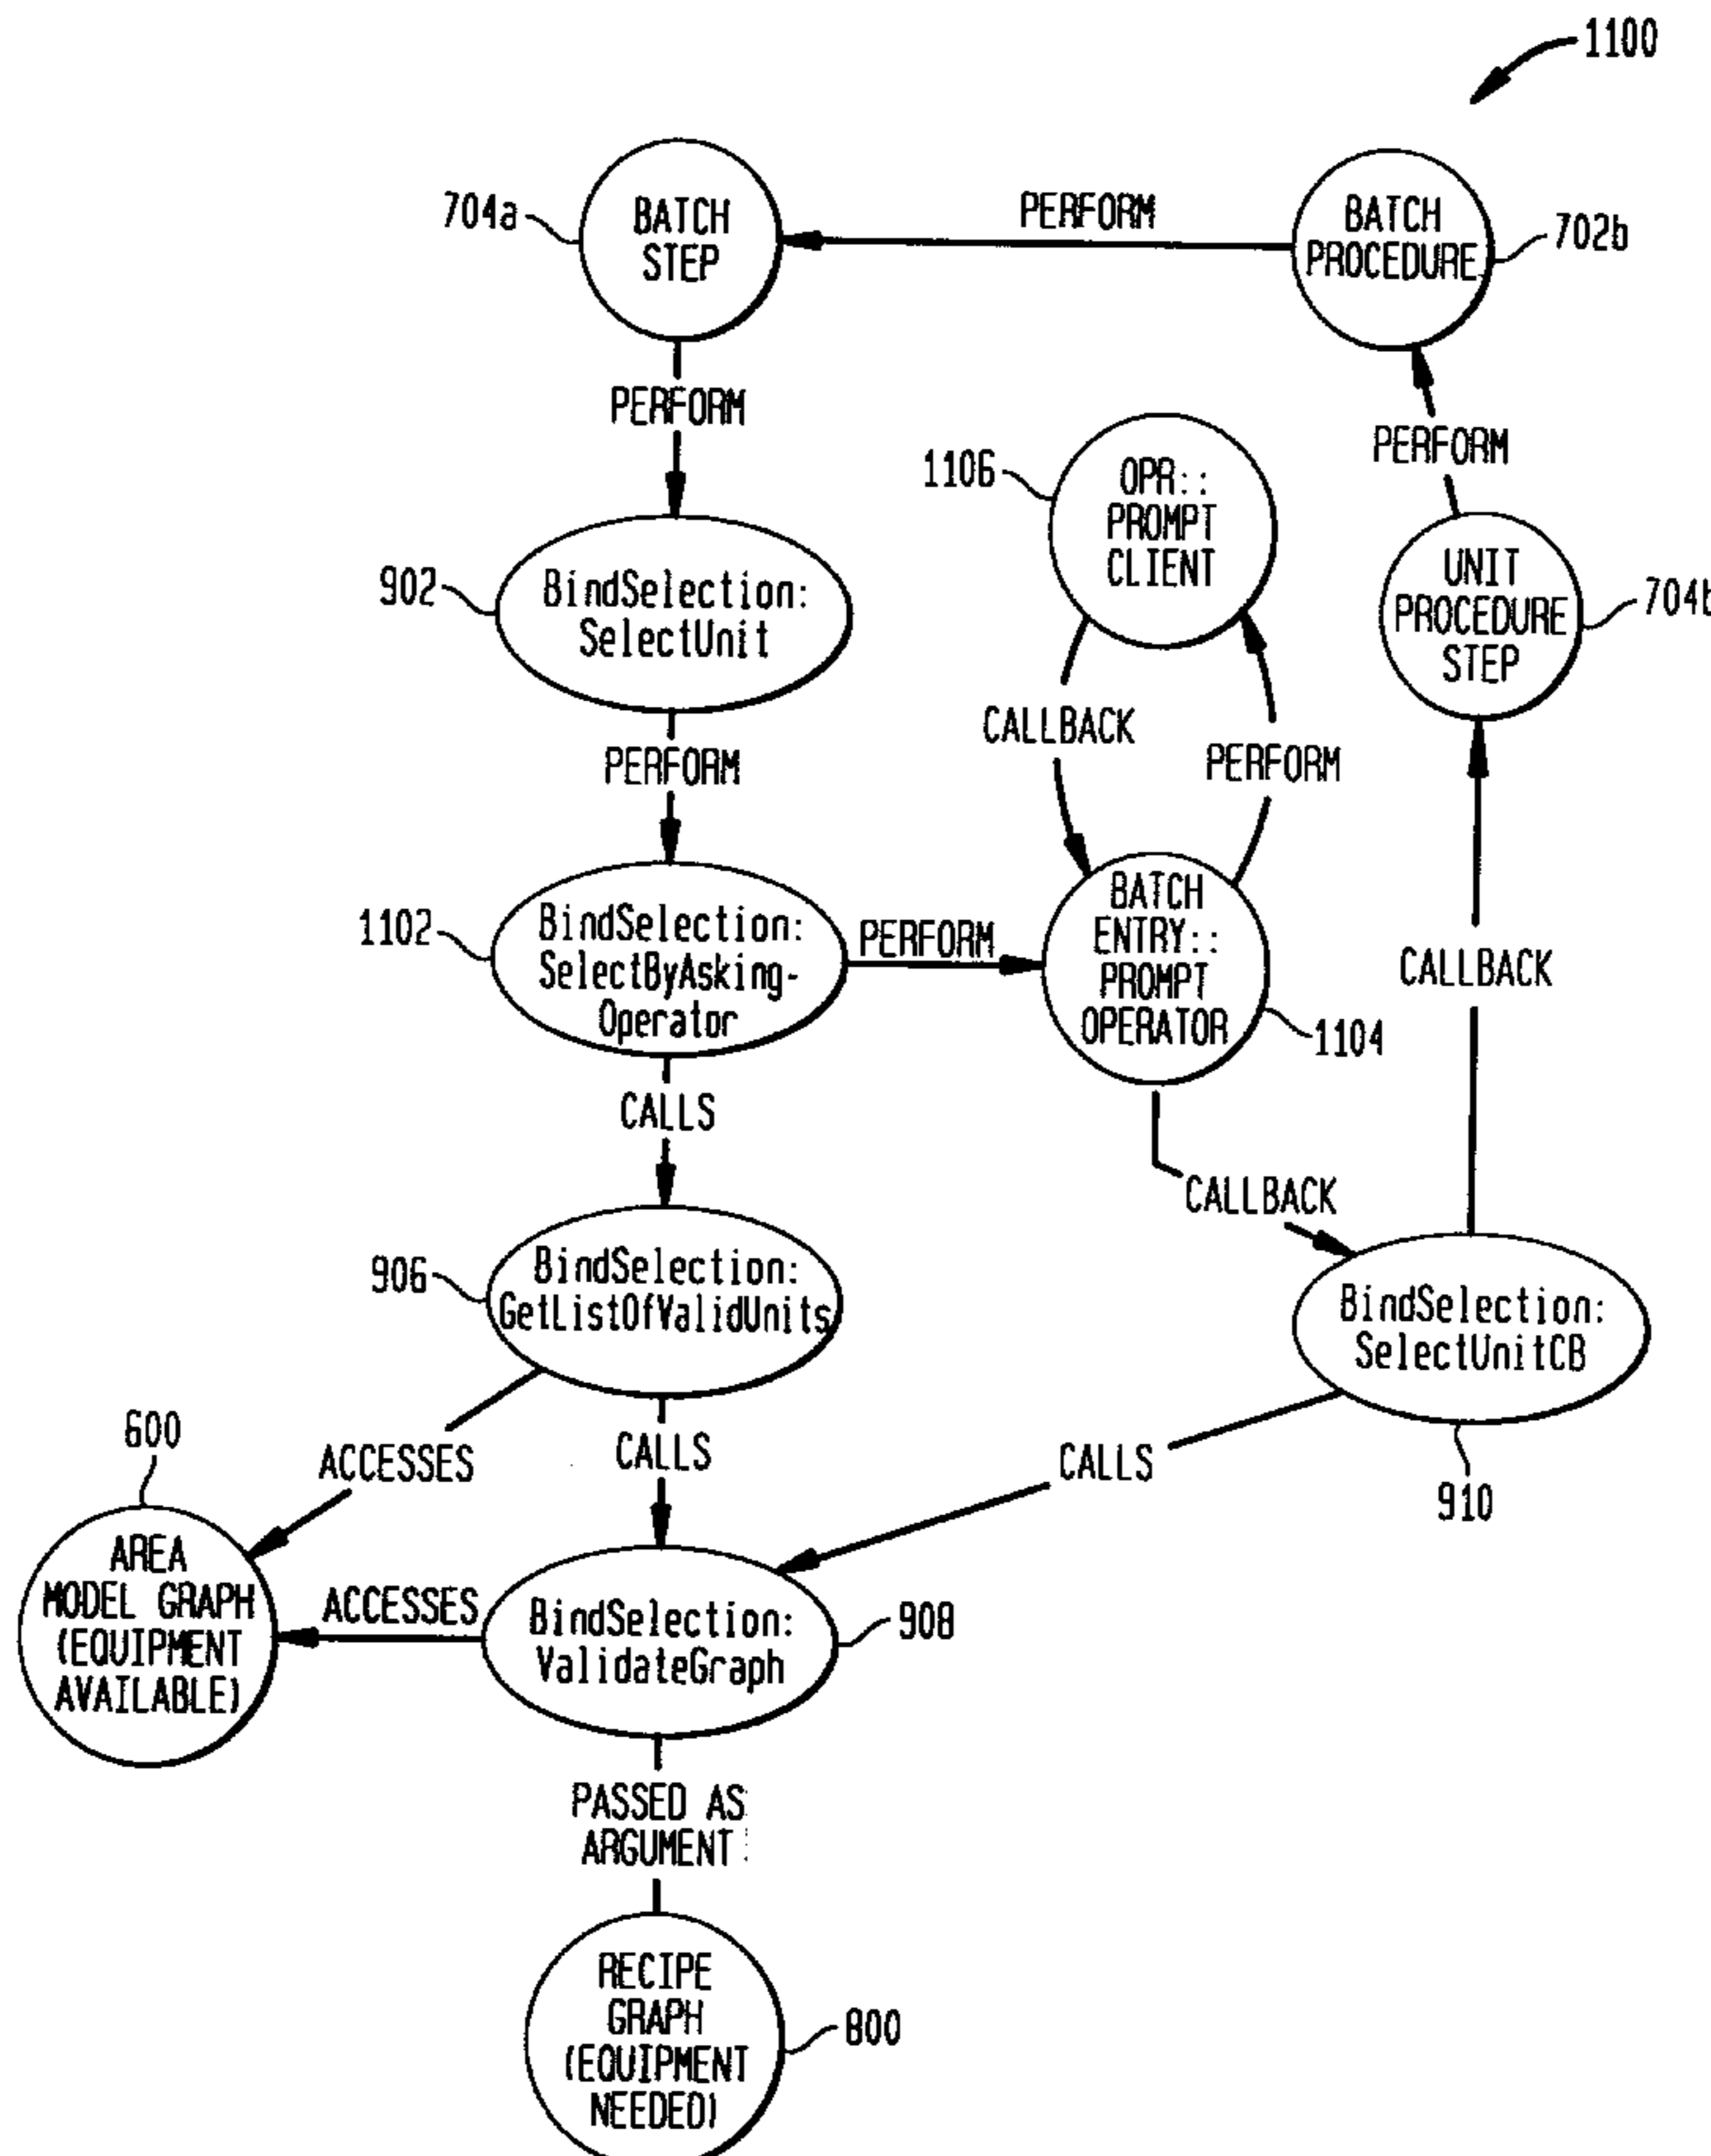 1100
704a
BATCH
STEP
PERFORM
BATCH
PROCEDURE
702b
PERFORM
PERFORM
1106
OPR::
PROMPT
CLIENT
UNIT
PROCEDURE
STEP
704b
902
BindSelection:
SelectUnit
CALLBACK
PERFORM
PERFORM
1102
BindSelection:
SelectByAsking-
Operator
PERFORM
BATCH
ENTRY::
PROMPT
OPERATOR
1104
CALLBACK
CALLS
CALLBACK
906
BindSelection:
GetListOfValidUnits
BindSelection:
SelectUnitCB
910
600
ACCESSES
CALLS
CALLS
AREA
MODEL GRAPH
(EQUIPMENT
AVAILABLE)
ACCESSES
BindSelection:
ValidateGraph
908
PASSED AS
ARGUMENT
RECIPE
GRAPH
(EQUIPMENT
NEEDED)
800